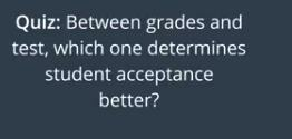 Quiz: Between grades and
test, which one determines
student acceptance
better?